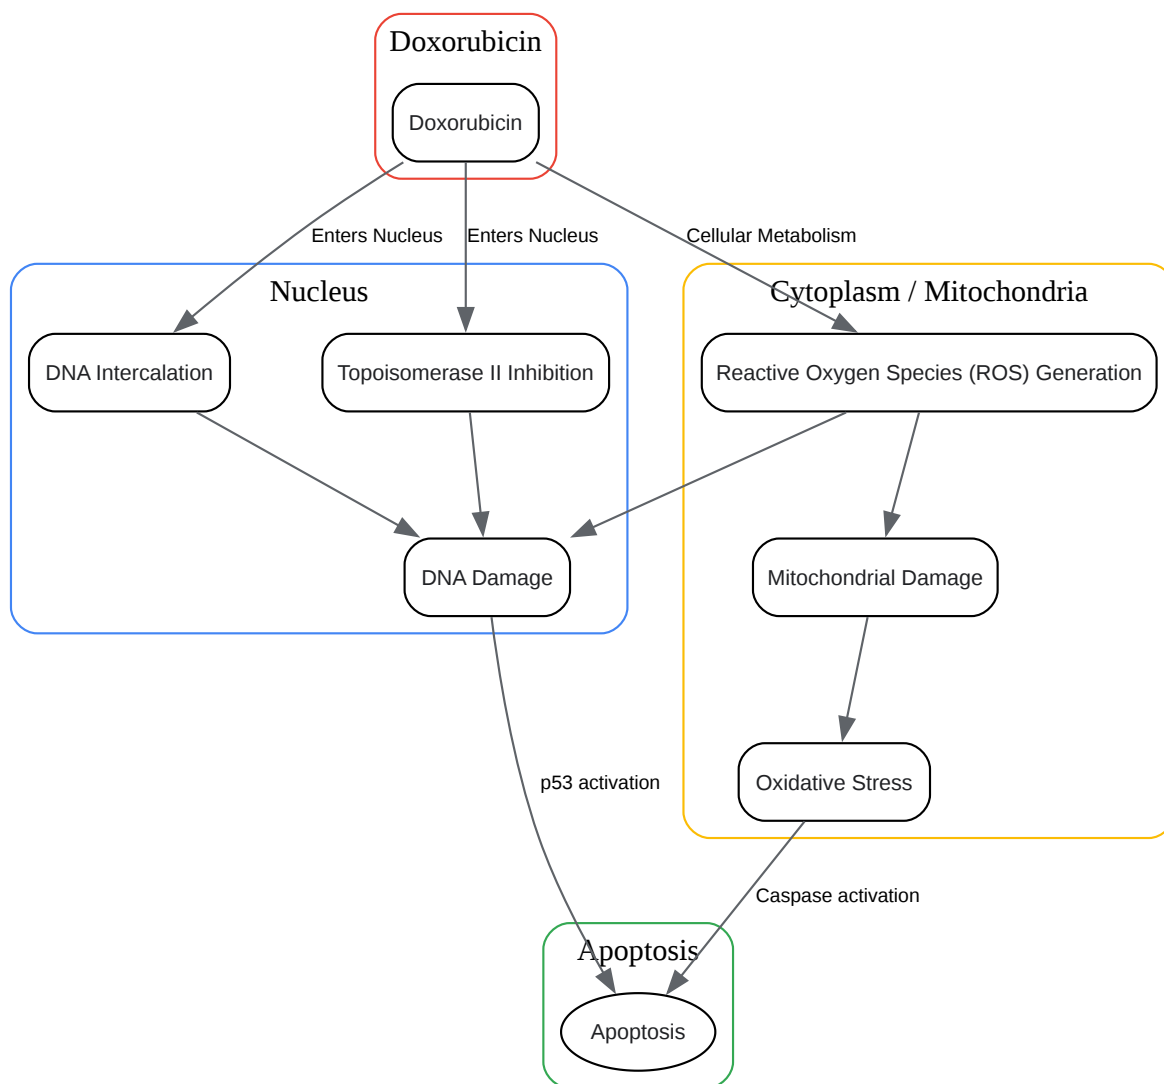 Doxorubicin
Doxorubicin
Enters Nucleus
Enters Nucleus
Cellular Metabolism
Nucleus
Cytoplasm / Mitochondria
DNA Intercalation
Topoisomerase II Inhibition
Reactive Oxygen Species (ROS) Generation
DNA Damage
Mitochondrial Damage
p53 activation
Oxidative Stress
Caspase activation
Apoptosis
Apoptosis